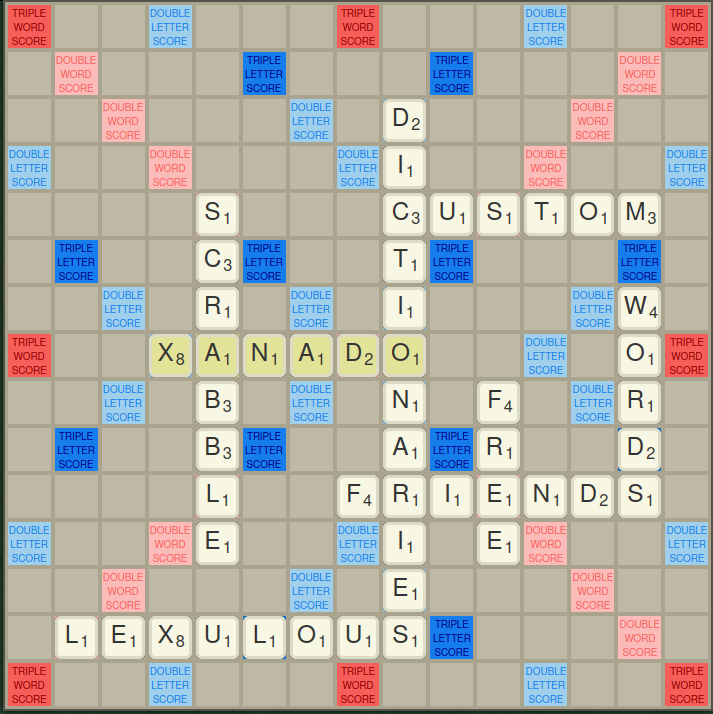 TRIPLE DOUBLE TRIPLE DOUBLE TRIPLE
WORD LETTER WORD LETTER WORD
SCORE SCORE SCORE SCORE SCORE
DOUBLE TRIPLE TRIPLE DOUBLE
WORD LETTER LETTER WORD
SCORE SCORE SCORE SCORE
DOUBLE DOUBLE DOUBLE
WORD LETTER D2 WORD
SCORE SCORE SCORE
DOUBLE DOUBLE DOUBLE DOUBLE DOUBLE
LETTER WORD LETTER I1 WORD LETTER
SCORE SCORE SCORE SCORE SCORE
S1 C3 U1 S1 T1 O1 M3
TRIPLE TRIPLE TRIPLE TRIPLE
LETTER C3 LETTER T1 LETTER LETTER
SCORE SCORE SCORE SCORE
DOUBLE DOUBLE DOUBLE
LETTER R1 LETTER I1 LETTER W4
SCORE SCORE SCORE
TRIPLE DOUBLE TRIPLE
WORD X8 A1 N1 A1 D2 O1 LETTER O1 WORD
SCORE SCORE SCORE
DOUBLE DOUBLE DOUBLE
LETTER B3 LETTER N1 F4 LETTER R1
SCORE SCORE SCORE
TRIPLE TRIPLE TRIPLE
LETTER B3 LETTER A1 LETTER R1 D2
SCORE SCORE SCORE
L1 F4 R1 I1 E1 N1 D2 S1
DOUBLE DOUBLE DOUBLE DOUBLE DOUBLE
LETTER WORD E1 LETTER I1 E1 WORD LETTER
SCORE SCORE SCORE SCORE SCORE
DOUBLE DOUBLE DOUBLE
WORD LETTER E1 WORD
SCORE SCORE SCORE
TRIPLE DOUBLE
L1 E1 X8 U1 L1 O1 U1 S1 LETTER WORD
SCORE SCORE
TRIPLE DOUBLE TRIPLE DOUBLE TRIPLE
WORD LETTER WORD LETTER WORD
SCORE SCORE SCORE SCORE SCORE